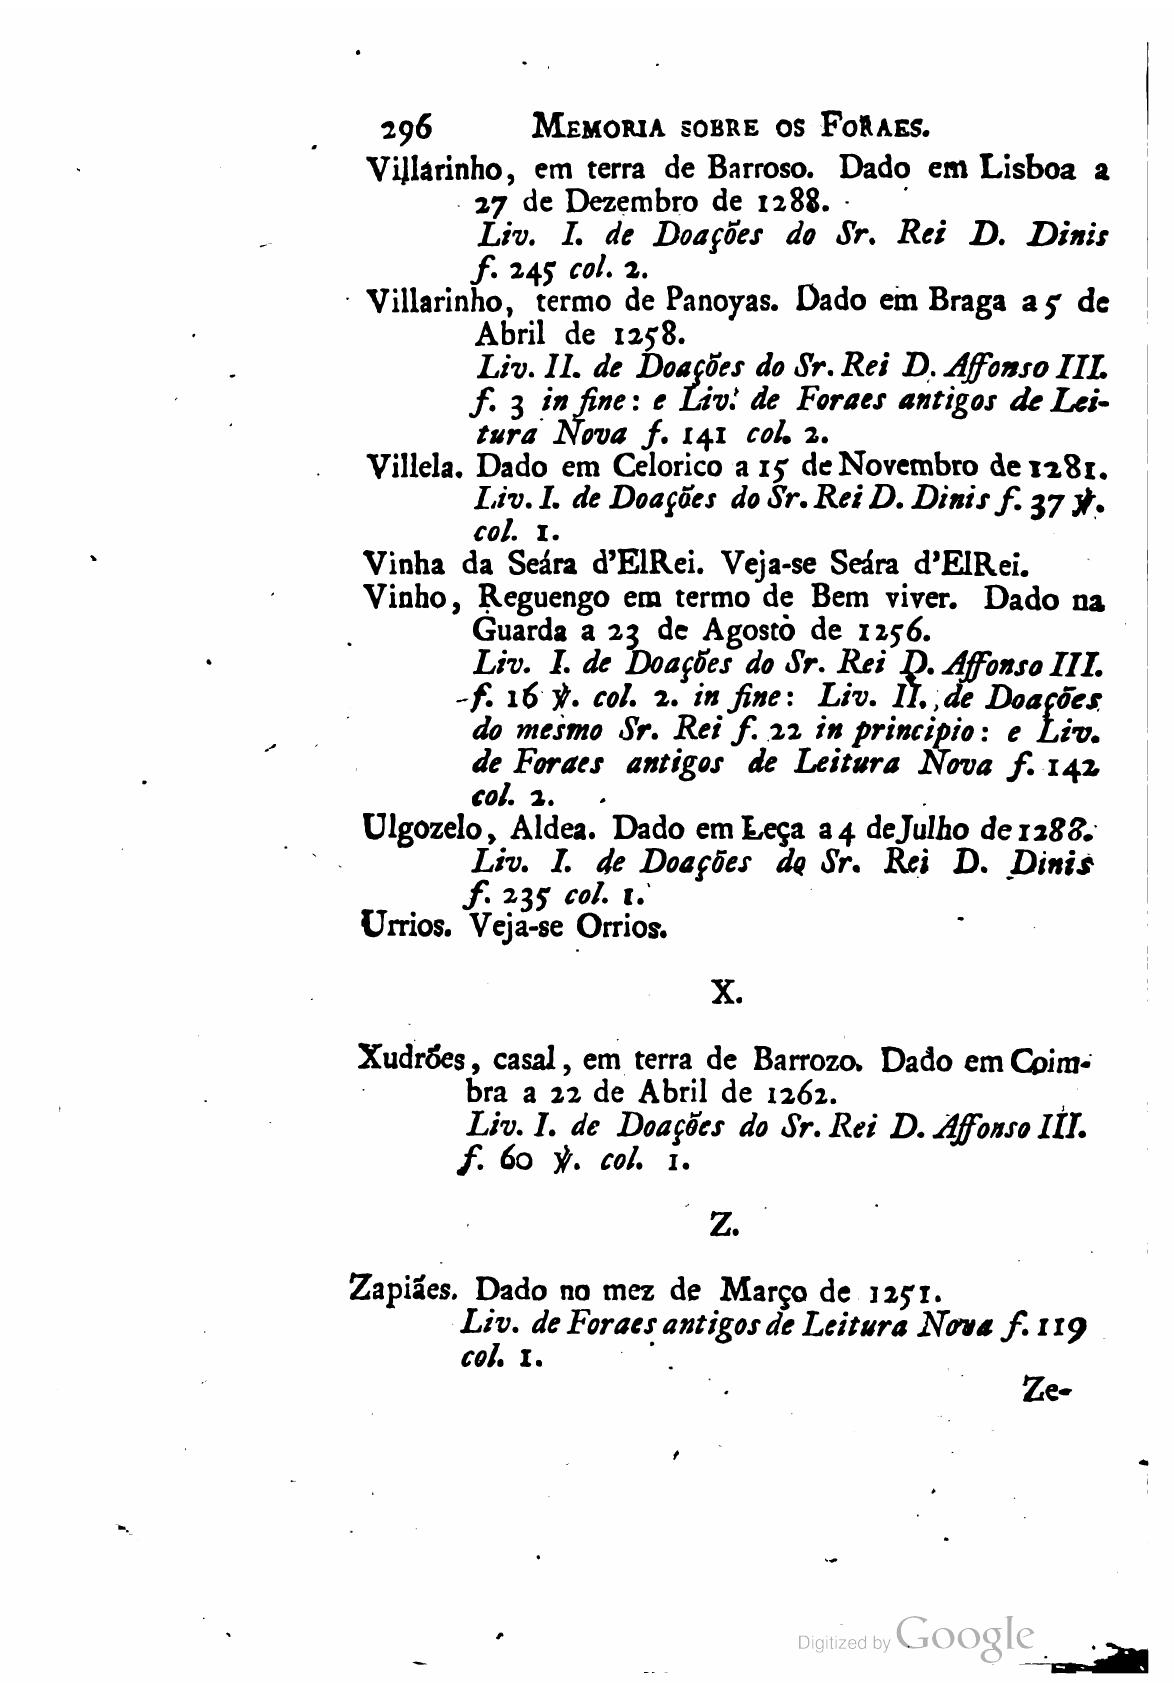 296 MEMORIA SOBRE OS FORAES.
Villarinho, em terra de Barroso. Dado em Lisboa a
27 de Dezembro de 1288.
Liv. I. de Doações do Sr. Rei D. Dinis
f. 245 col. 2.
Villarinho, termo de Panoyas. Dado em Braga a 5 de
Abril de 1258.
Liv. II. de Doações do Sr. Rei D. Affonso III.
f. 3 in fine: e Liv. de Foraes antigos de Lei-
tura Nova f. 141 col. 2.
Villela. Dado em Celorico a 15 de Novembro de 1281.
Liv. I. de Doações do Sr. Rei D. Dinis f. 37 ℣.
col. 1.
Vinha da Seára d'ElRei. Veja-se Seára d'ElRei.
Vinho, Reguengo em termo de Bem viver. Dado na
Guarda a 23 de Agosto de 1256.
Liv. I. de Doações do Sr. Rei D. Affonso III.
f. 16 ℣. col. 2. in fine: Liv. II. de Doações
do mesmo Sr. Rei f. 22 in principio: e Liv.
de Foraes antigos de Leitura Nova f. 142
col. 2.
Ulgozelo, Aldea. Dado em Leça a 4 de Julho de 1288.
Liv. I. de Doações do Sr. Rei D. Dinis
f. 235 col. 1.
Urrios. Veja-se Orrios.
X.
Xudrões, casal, em terra de Barrozo. Dado em Coim-
bra a 22 de Abril de 1262.
Liv. I. de Doações do Sr. Rei D. Affonso III.
f. 60 ℣. col. 1.
Z.
Zapiães. Dado no mez de Março de 1251.
Liv. de Foraes antigos de Leitura Nova f. 119
col. 1.
Ze-
Digitized by Google